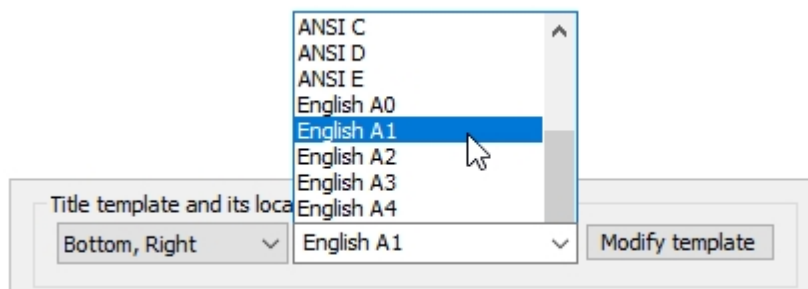 ANSI C
ANSI D
ANSI E
English A0
English A1
English A2
English A3
English A4
Title template and its loca
Bottom, Right
English A1
Modify template